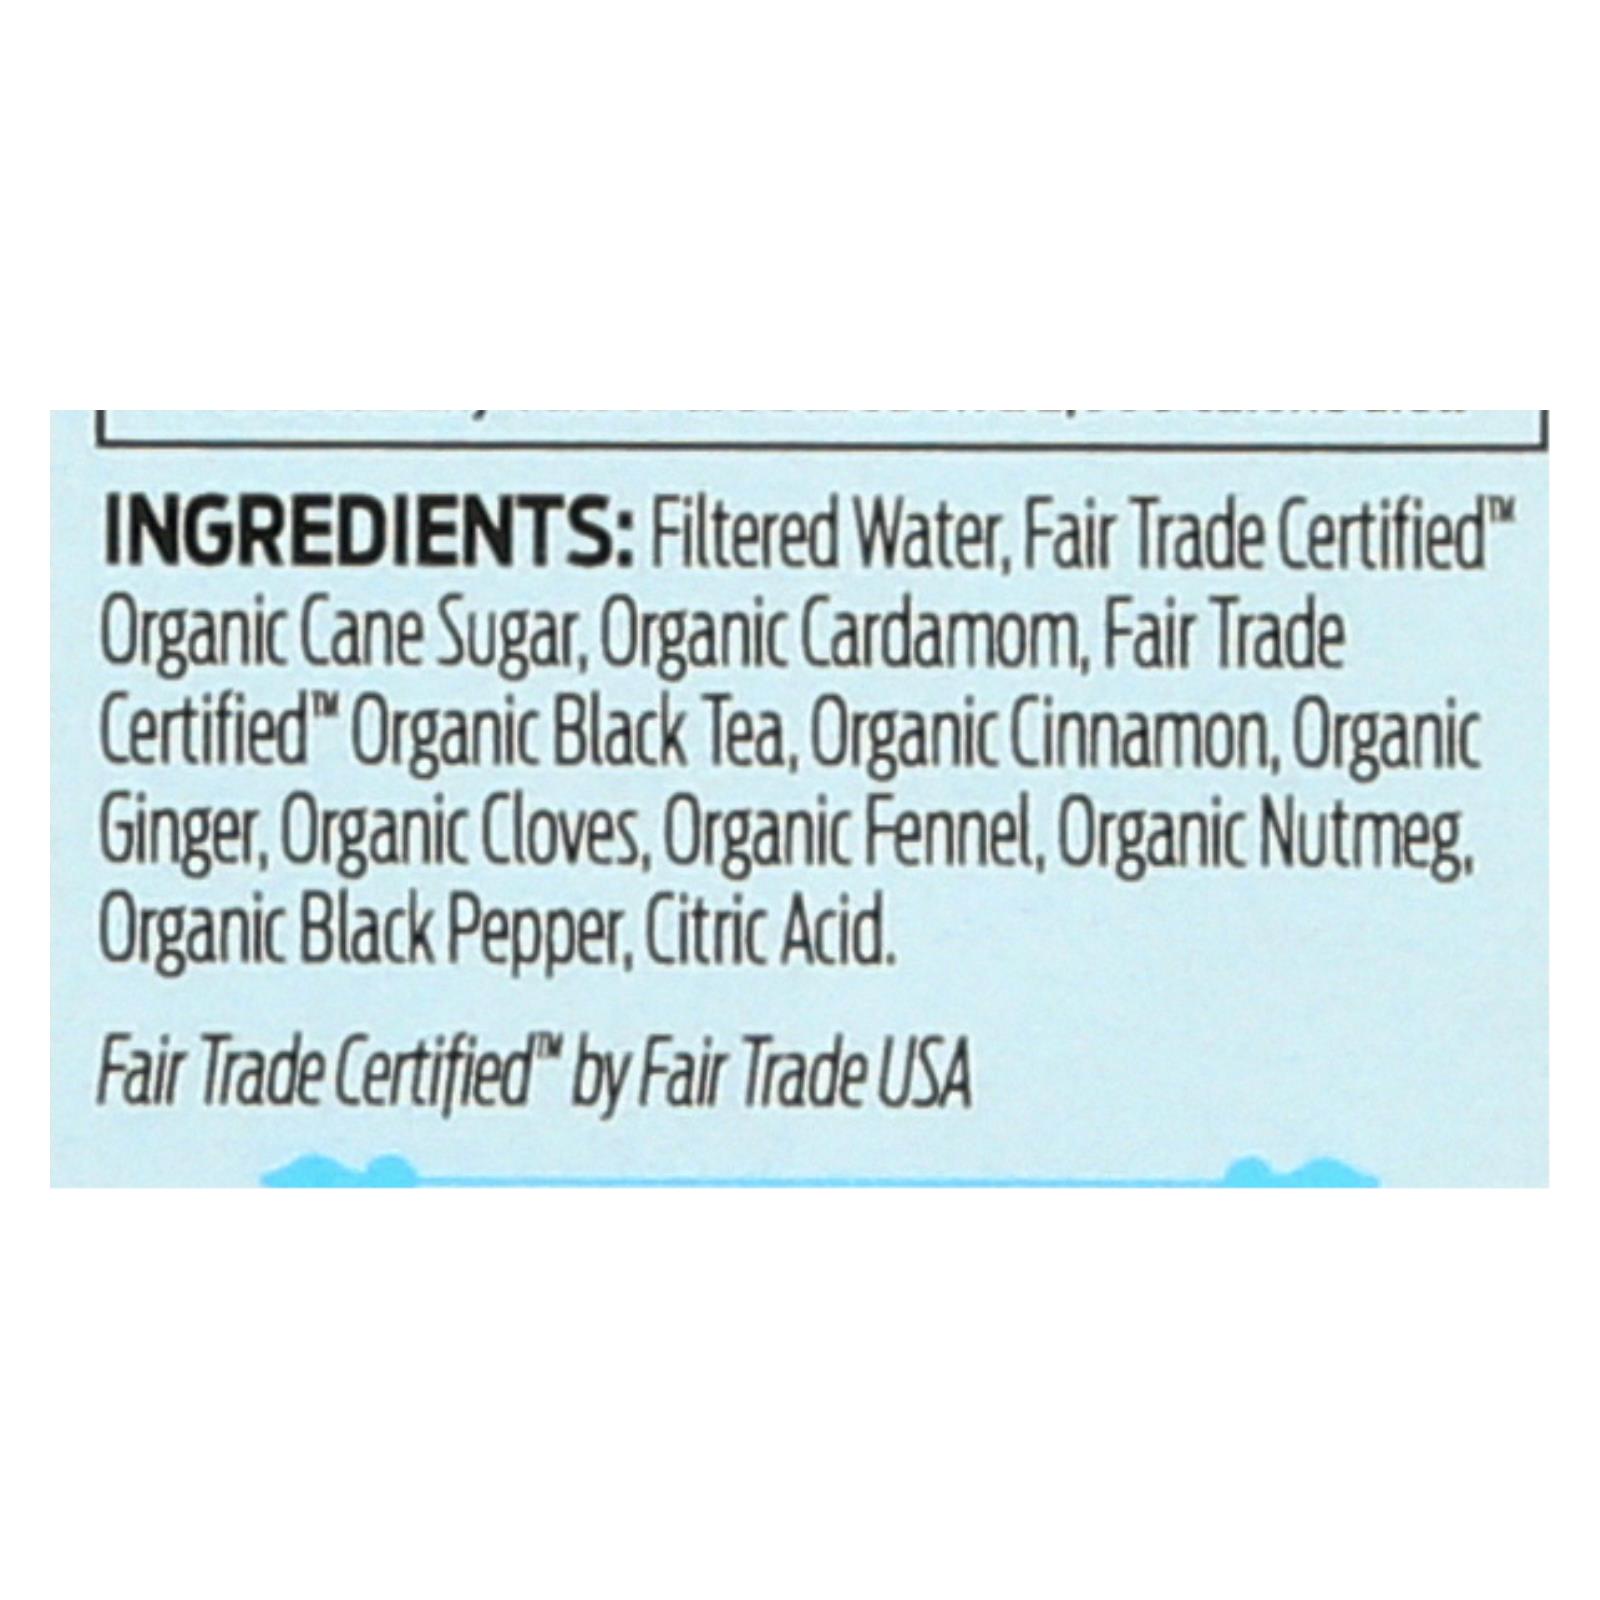 INGREDIENTS: Filtered Water, Fair Trade Certified™
Organic Cane Sugar, Organic Cardamom, Fair Trade
Certified™ Organic Black Tea, Organic Cinnamon, Organic
Ginger, Organic Cloves, Organic Fennel, Organic Nutmeg,
Organic Black Pepper, Citric Acid.
Fair Trade Certified™ by Fair Trade USA